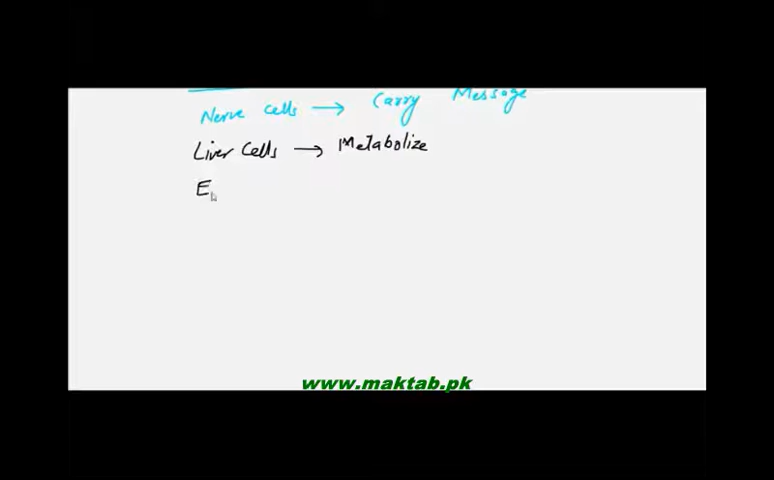 Nerve Cells → Carry Message
Liver Cells → Metabolize
E
www.maktab.pk